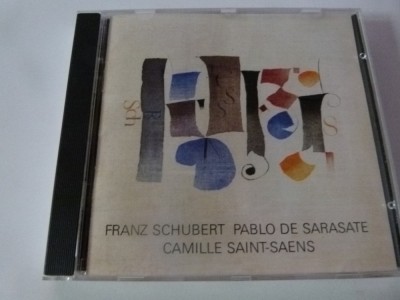 FRANZ SCHUBERT PABLO DE SARASATE
CAMILLE SAINT-SAENS